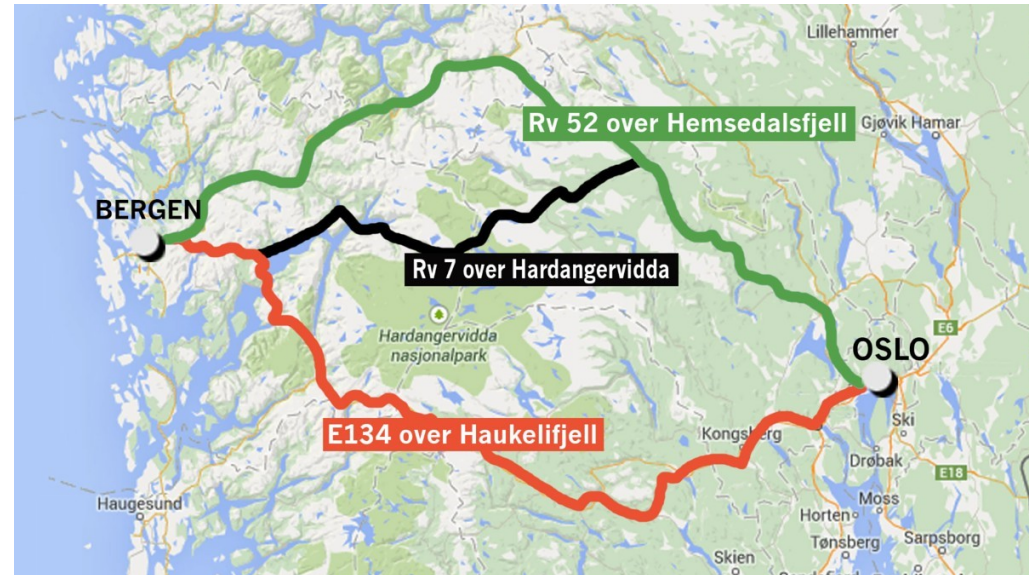 Lillehammer
Rv 52 over Hemsedalsfjell
Gjøvik Hamar
BERGEN
Rv 7 over Hardangervidda
Hardangervidda
nasjonalpark
E6
OSLO
E134 over Haukelifjell
Kongsberg
Ski
Drøbak
E18
Haugesund
Moss
Horten
Tønsberg
Sarpsborg
Skien